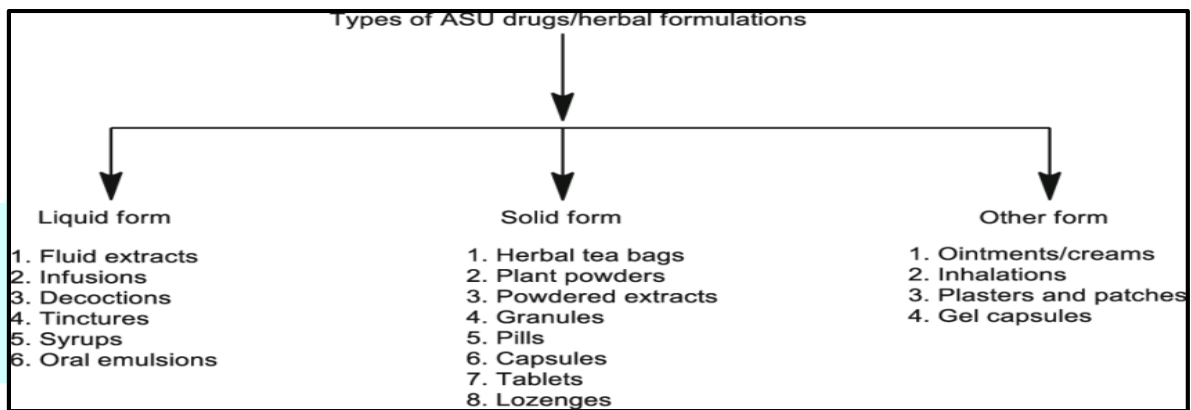 Types of ASU drugs/herbal formulations
Liquid form
1. Fluid extracts
2. Infusions
3. Decoctions
4. Tinctures
5. Syrups
6. Oral emulsions
Solid form
1. Herbal tea bags
2. Plant powders
3. Powdered extracts
4. Granules
5. Pills
6. Capsules
7. Tablets
8. Lozenges
Other form
1. Ointments/creams
2. Inhalations
3. Plasters and patches
4. Gel capsules